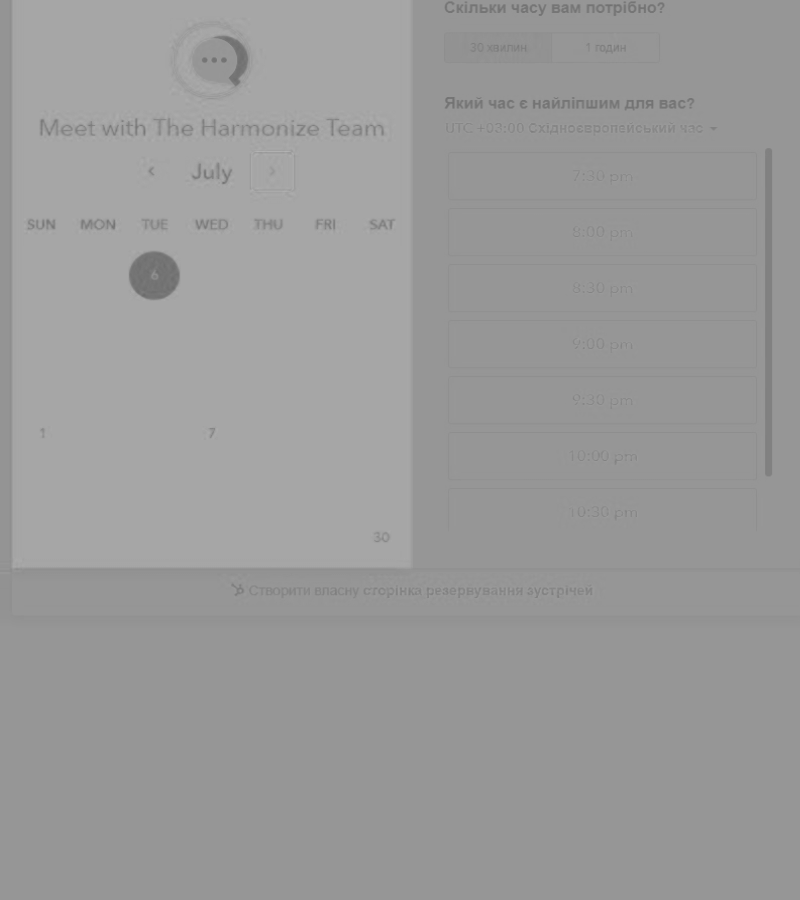 Meet with The Harmonize Team
July
SUN MON TUE WED THU FRI SAT
6
1 7
30
Скільки часу вам потрібно?
30 хвилин 1 годин
Який час є найліпшим для вас?
UTC +03:00 Східноєвропейський час
7:30 pm
8:00 pm
8:30 pm
9:00 pm
9:30 pm
10:00 pm
10:30 pm
Створити власну сторінка резервування зустрічей